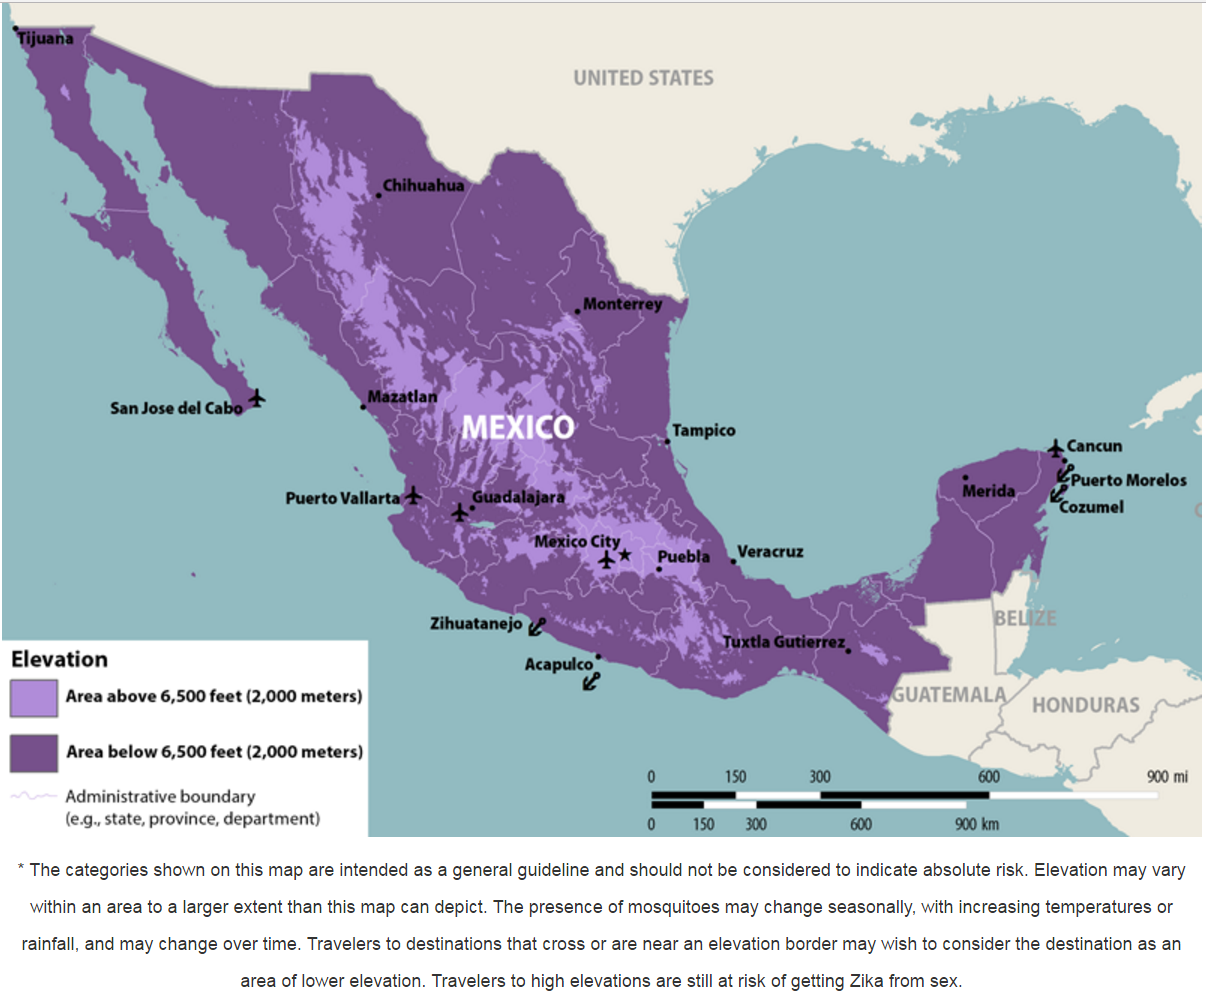 Tijuana
UNITED STATES
Chihuahua
Monterrey
Mazatlan
San Jose del Cabo
MEXICO
Tampico
Cancun
Puerto Morelos
Merida
Cozumel
Puerto Vallarta
Guadalajara
Mexico City
Puebla
Veracruz
Zihuatanejo
BELIZE
Tuxtla Gutierrez
Acapulco
GUATEMALA
HONDURAS
Elevation
Area above 6,500 feet (2,000 meters)
Area below 6,500 feet (2,000 meters)
Administrative boundary
(e.g., state, province, department)
0 150 300 600 900 mi
0 150 300 600 900 km
* The categories shown on this map are intended as a general guideline and should not be considered to indicate absolute risk. Elevation may vary
within an area to a larger extent than this map can depict. The presence of mosquitoes may change seasonally, with increasing temperatures or
rainfall, and may change over time. Travelers to destinations that cross or are near an elevation border may wish to consider the destination as an
area of lower elevation. Travelers to high elevations are still at risk of getting Zika from sex.